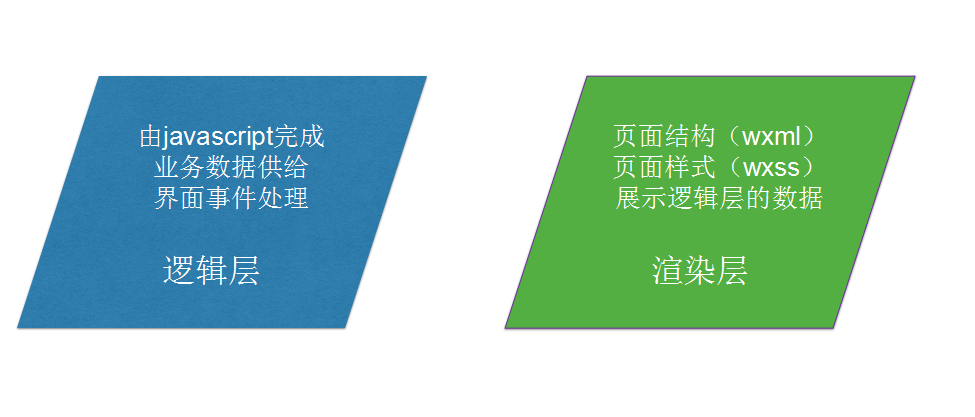 由javascript完成
业务数据供给
界面事件处理
逻辑层
页面结构（wxml）
页面样式（wxss）
展示逻辑层的数据
渲染层